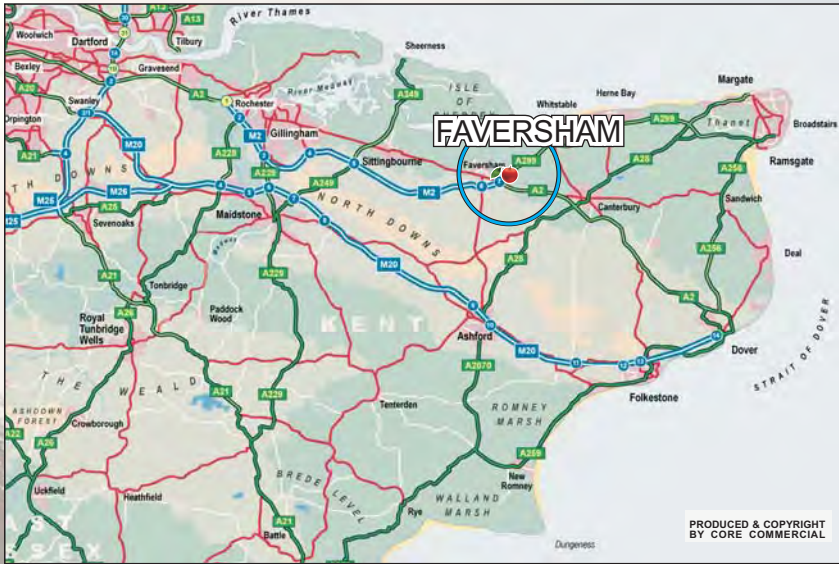 A13
River Thames
Woolwich
Dartford
Tilbury
Bexley
Gravesend
Sheerness
A20
A2
River Medway
A249
ISLE
OF
Herne Bay
Margate
Swanley
Rochester
Whitstable
A299
Thanet
Broadstairs
Orpington
M20
A228
M2
Gillingham
FAVERSHAM
A21
Sittingbourne
Faversham
A299
A28
Ramsgate
NORTH DOWNS
M26
A228
A249
M2
A2
A256
M25
M25
A25
Maidstone
Canterbury
Sandwich
Sevenoaks
NORTH DOWNS
Medway
M20
A28
A256
Deal
A21
A229
Tonbridge
A2
A26
Paddock
Wood
Royal
Tunbridge
Wells
KENT
Ashford
M20
Dover
STRAIT OF DOVER
THE WEALD
A2070
A21
A229
Folkestone
ASHDOWN
FOREST
Crowborough
Tenterden
ROMNEY
MARSH
A22
A26
A259
BREDE LEVEL
New
Romney
Uckfield
Heathfield
WALLAND
MARSH
A21
Rye
Battle
PRODUCED & COPYRIGHT
BY CORE COMMERCIAL
Dungeness